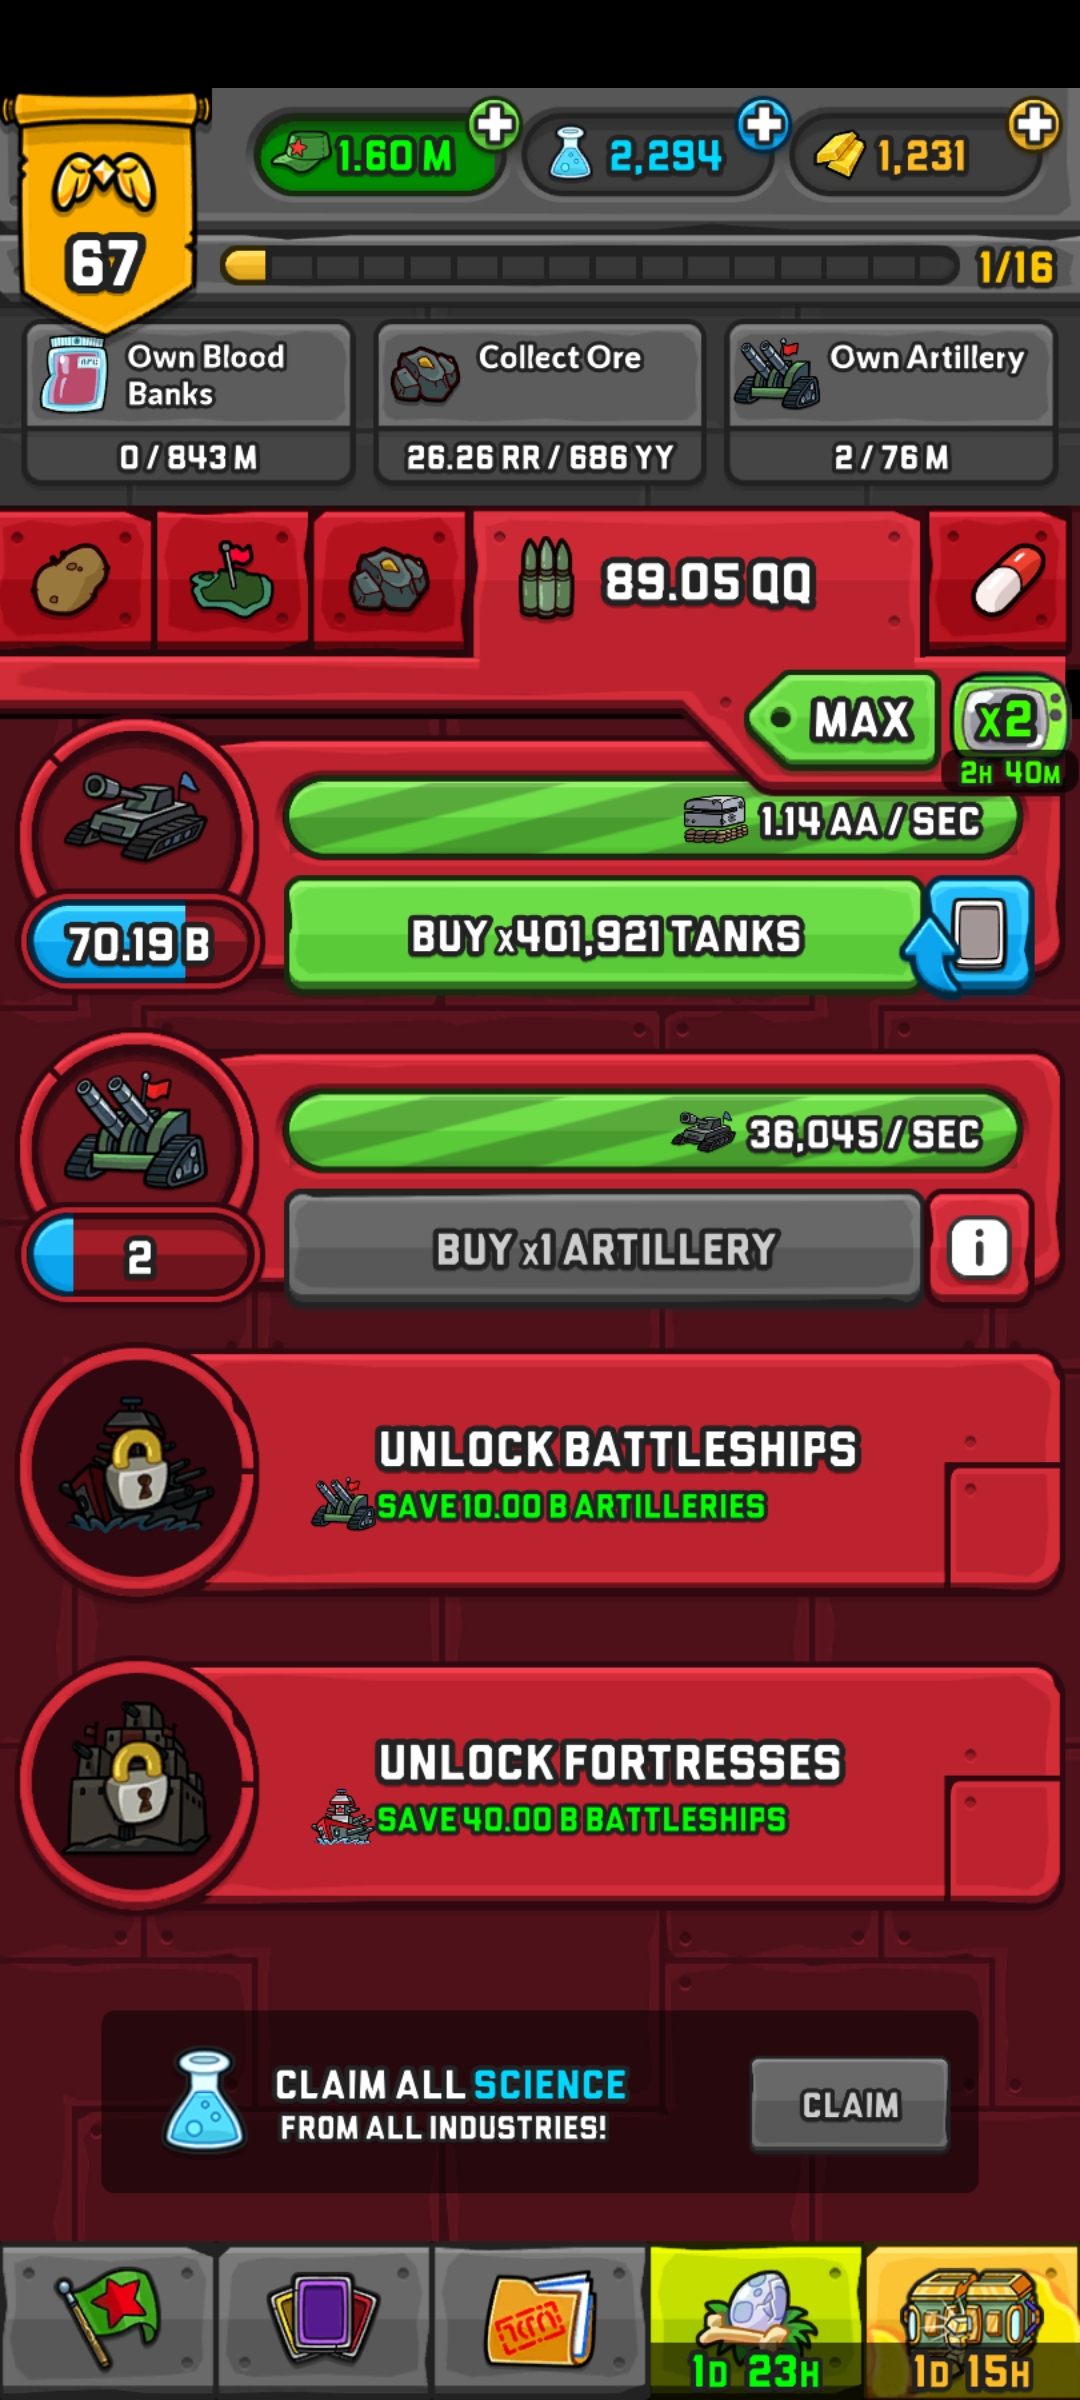 1.60 M
2,294
1,231
67
1/16
Own Blood
Banks
0 / 843 M
Collect Ore
26.26 RR / 686 YY
Own Artillery
2 / 76 M
89.05 QQ
MAX
x2
2H 40M
1.14 AA / SEC
70.19 B
BUY x401,921 TANKS
36,045 / SEC
2
BUY x1 ARTILLERY
i
UNLOCK BATTLESHIPS
SAVE 10.00 B ARTILLERIES
UNLOCK FORTRESSES
SAVE 40.00 B BATTLESHIPS
CLAIM ALL SCIENCE
FROM ALL INDUSTRIES!
CLAIM
1D 23H
1D 15H